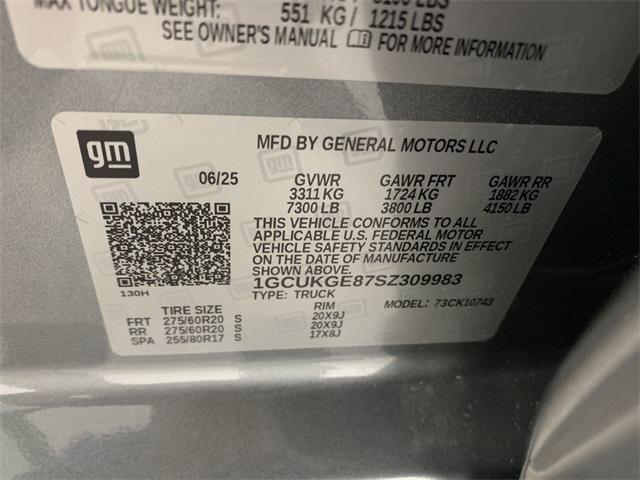 MAX TONGUE WEIGHT: 551 KG / 1215 LBS
SEE OWNER'S MANUAL FOR MORE INFORMATION
gm
MFD BY GENERAL MOTORS LLC
06/25 GVWR GAWR FRT GAWR RR
3311 KG 1724 KG 1882 KG
7300 LB 3800 LB 4150 LB
THIS VEHICLE CONFORMS TO ALL
APPLICABLE U.S. FEDERAL MOTOR
VEHICLE SAFETY STANDARDS IN EFFECT
ON THE DATE OF MANUFACTURE
SHOWN ABOVE.
1GCUKGE87SZ309983
130H TYPE: TRUCK MODEL: 73CK10743
TIRE SIZE RIM
FRT 275/60R20 S 20X9J
RR 275/60R20 S 20X9J
SPA 255/80R17 S 17X8J